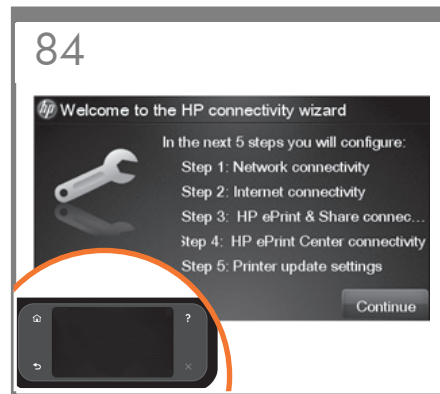 84
hp Welcome to the HP connectivity wizard
In the next 5 steps you will configure:
Step 1: Network connectivity
Step 2: Internet connectivity
Step 3: HP ePrint & Share connec...
Step 4: HP ePrint Center connectivity
Step 5: Printer update settings
Continue
?